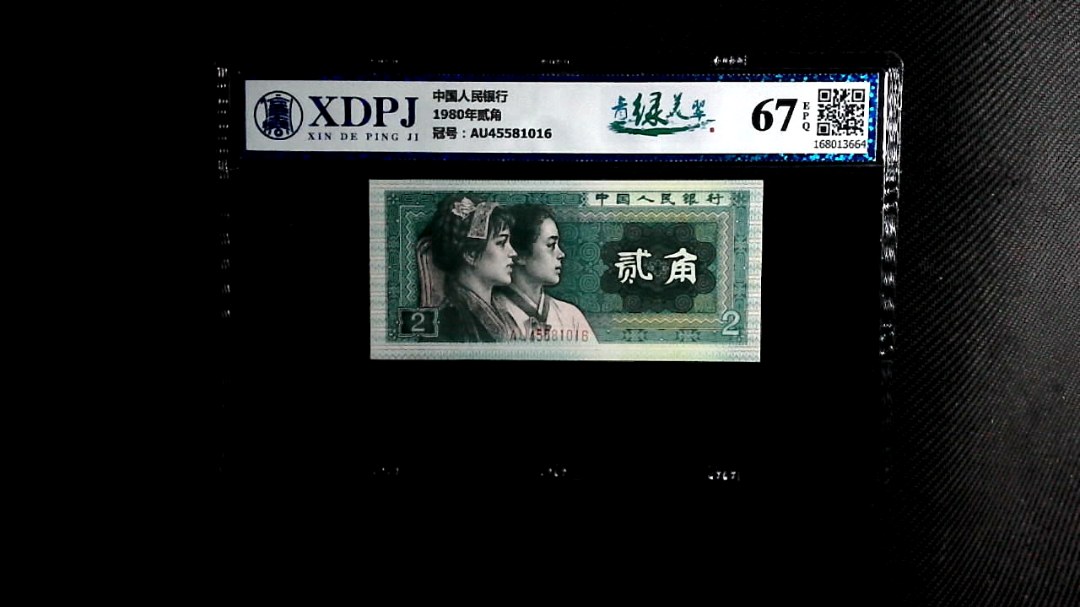 XDPJ
XIN DE PING JI
中国人民银行
1980年贰角
冠号：AU45581016
绿美翠
67
EPQ
168013664
中国人民银行
贰角
2
2
AU45581016